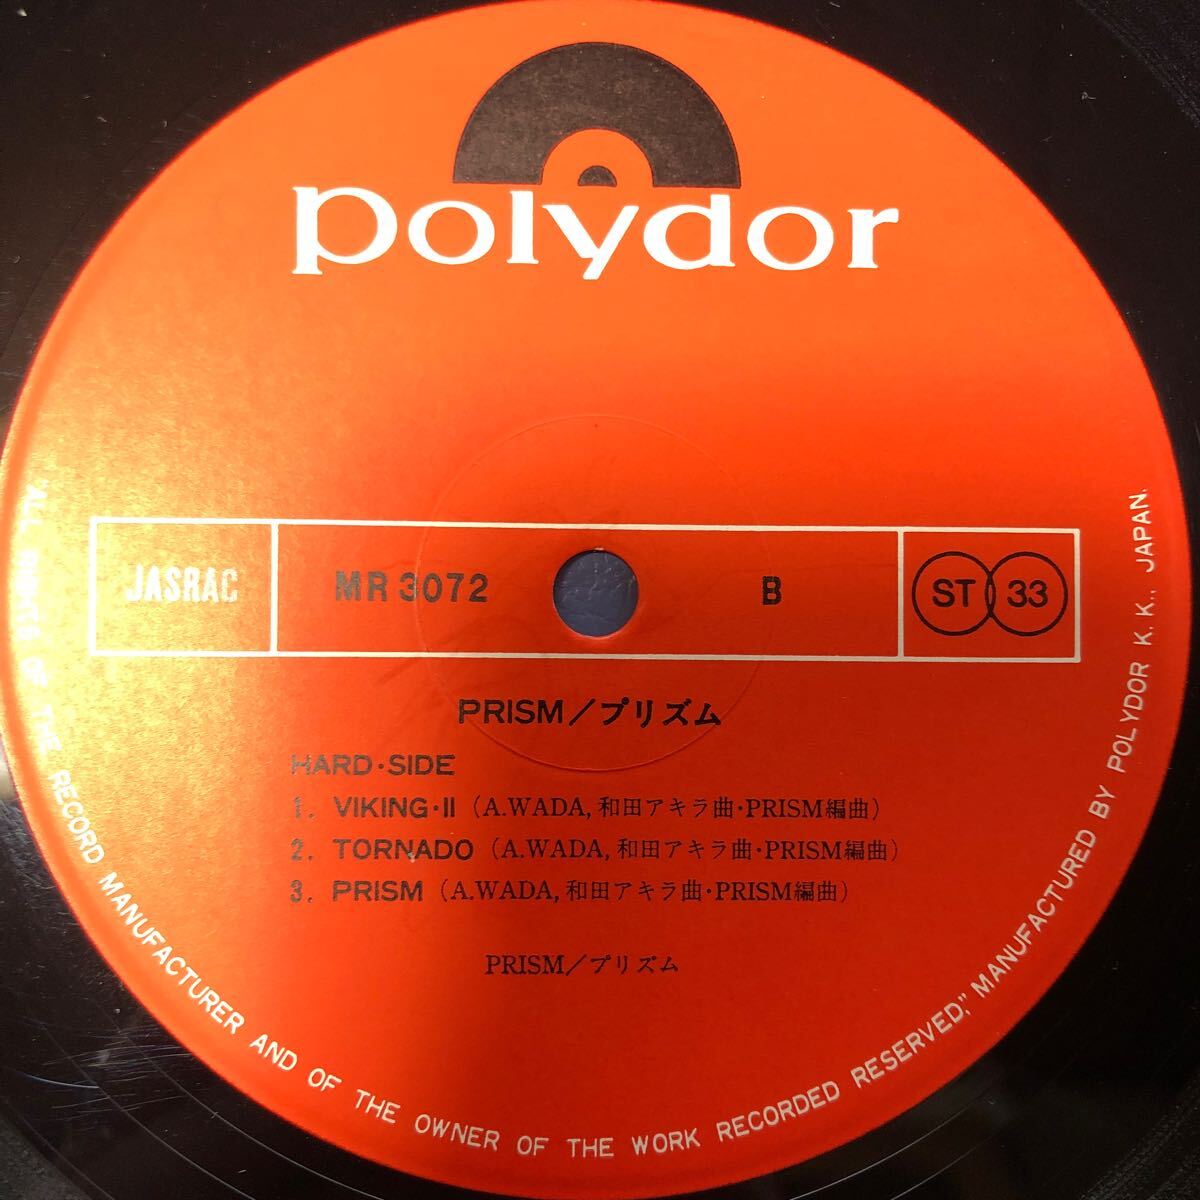 polydor
JASRAC
MR 3072
B
ST 33
PRISM／プリズム
HARD・SIDE
1. VIKING・II (A.WADA, 和田アキラ曲・PRISM編曲)
2. TORNADO (A.WADA, 和田アキラ曲・PRISM編曲)
3. PRISM (A.WADA, 和田アキラ曲・PRISM編曲)
PRISM／プリズム
"ALL RIGHTS OF THE RECORD MANUFACTURER AND OF THE OWNER OF THE WORK RECORDED RESERVED," MANUFACTURED BY POLYDOR K. K., JAPAN.